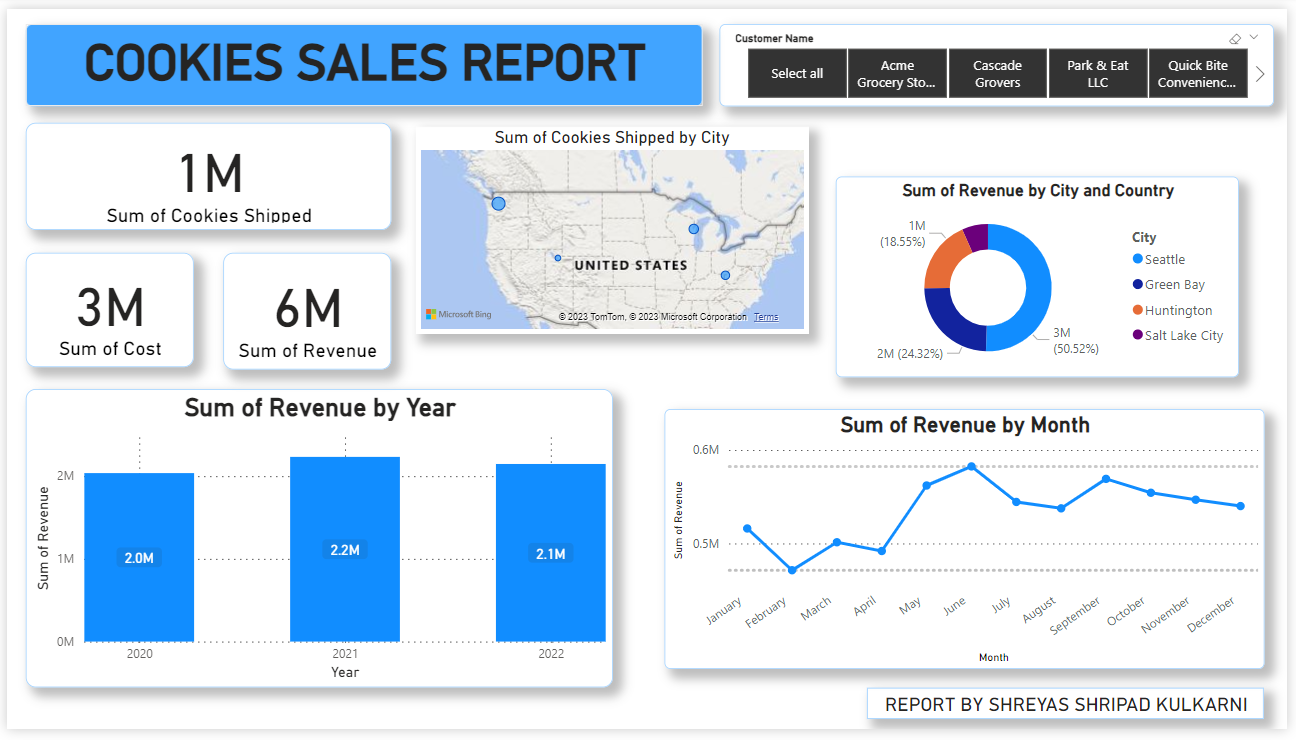 COOKIES SALES REPORT
Customer Name
Select all
Acme
Grocery Sto...
Cascade
Grovers
Park & Eat
LLC
Quick Bite
Convenienc...
1M
Sum of Cookies Shipped
3M
Sum of Cost
6M
Sum of Revenue
Sum of Cookies Shipped by City
UNITED STATES
Microsoft Bing
© 2023 TomTom, © 2023 Microsoft Corporation Terms
Sum of Revenue by City and Country
1M
(18.55%)
2M (24.32%)
3M
(50.52%)
City
Seattle
Green Bay
Huntington
Salt Lake City
Sum of Revenue by Year
Sum of Revenue
2M
1M
0M
2.0M
2.2M
2.1M
2020
2021
2022
Year
Sum of Revenue by Month
Sum of Revenue
0.6M
0.5M
January
February
March
April
May
June
July
August
September
October
November
December
Month
REPORT BY SHREYAS SHRIPAD KULKARNI